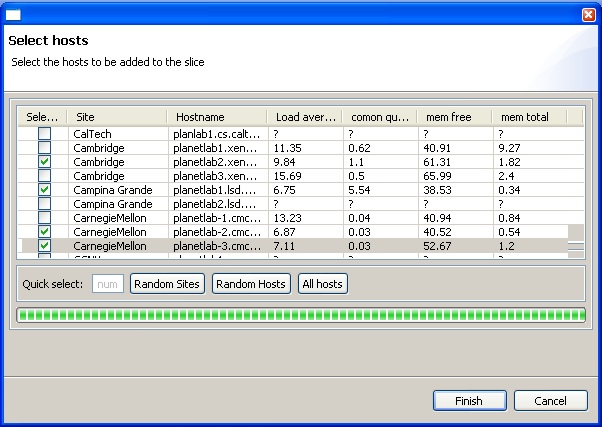 Select hosts
Select the hosts to be added to the slice
Sele... Site Hostname Load aver... comon qu... mem free mem total
CalTech planlab1.cs.calt... ? ? ? ?
Cambridge planetlab1.xen... 11.35 0.62 40.91 9.27
Cambridge planetlab2.xen... 9.84 1.1 61.31 1.82
Cambridge planetlab3.xen... 15.69 0.5 65.99 2.4
Campina Grande planetlab1.lsd.... 6.75 5.54 38.53 0.34
Campina Grande planetlab2.lsd.... ? ? ? ?
CarnegieMellon planetlab-1.cmc... 13.23 0.04 40.94 0.84
CarnegieMellon planetlab-2.cmc... 6.87 0.03 40.52 0.54
CarnegieMellon planetlab-3.cmc... 7.11 0.03 52.67 1.2
Quick select: num Random Sites Random Hosts All hosts
Finish Cancel